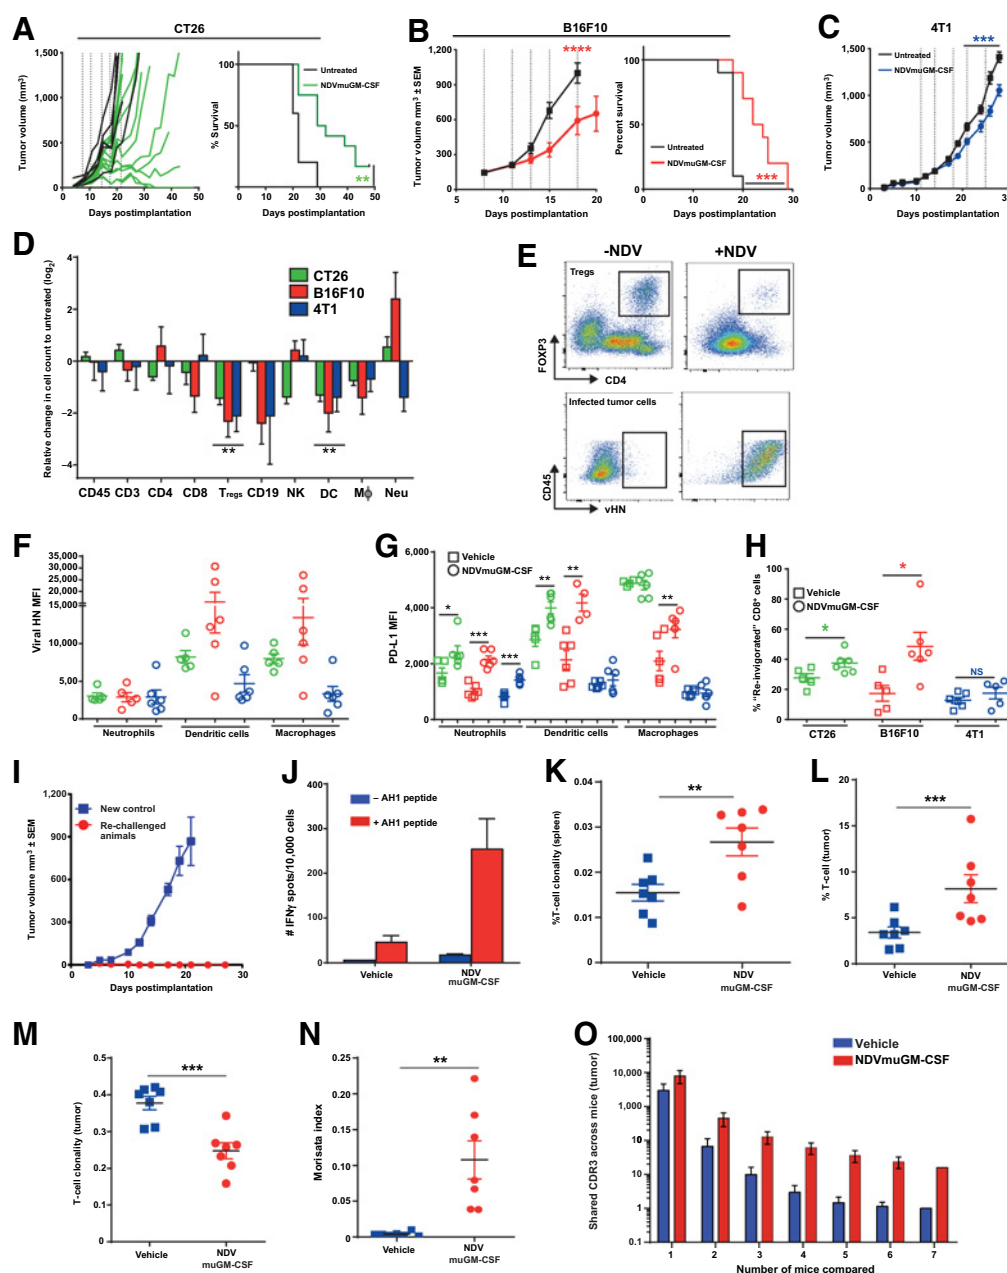 A
CT26
1,500
1,000
500
0
Tumor volume (mm³)
0 10 20 30 40 50
Days postimplantation
100
50
% Survival
Untreated
NDVmuGM-CSF
**
0 10 20 30 40 50
Days postimplantation
B
B16F10
1,200
900
600
300
0
Tumor volume mm³ ± SEM
****
5 10 15 20
Days postimplantation
100
50
0
Percent survival
Untreated
NDVmuGM-CSF
***
0 10 20 30
Days postimplantation
C
4T1
***
1,500
1,000
500
0
Tumor volume (mm³)
Untreated
NDVmuGM-CSF
0 5 10 15 20 25 3
Days postimplantation
D
4
2
0
−2
−4
Relative change in cell count to untreated (log₂)
CT26
B16F10
4T1
** **
CD45 CD3 CD4 CD8 Tregs CD19 NK DC MΦ Neu
E
-NDV +NDV
Tregs
FOXP3
CD4
Infected tumor cells
CD45
vHN
F
35,000
30,000
25,000
20,000
15,000
10,000
5,000
0
Viral HN MFI
Neutrophils Dendritic cells Macrophages
G
6,000
4,000
2,000
0
PD-L1 MFI
Vehicle
NDVmuGM-CSF
* *** *** ** ** **
Neutrophils Dendritic cells Macrophages
H
100
80
60
40
20
0
% "Re-invigorated" CD8⁺ cells
Vehicle
NDVmuGM-CSF
* * NS
CT26 B16F10 4T1
I
1,200
900
600
300
0
Tumor volume mm³ ± SEM
New control
Re-challenged
animals
0 10 20 30
Days postimplantation
J
300
200
100
0
# IFNγ spots/10,000 cells
– AH1 peptide
+ AH1 peptide
Vehicle NDV
muGM-CSF
K
0.04
0.03
0.02
0.01
0
%T-cell clonality (spleen)
**
Vehicle NDV
muGM-CSF
L
20
15
10
5
0
% T-cell (tumor)
***
Vehicle NDV
muGM-CSF
M
0.5
0.4
0.3
0.2
0.1
0
T-cell clonality (tumor)
***
Vehicle NDV
muGM-CSF
N
0.25
0.20
0.15
0.10
0.05
0
Morisata index
**
Vehicle NDV
muGM-CSF
O
100,000
10,000
1,000
100
10
1
0.1
Shared CDR3 across mice (tumor)
Vehicle
NDVmuGM-CSF
1 2 3 4 5 6 7
Number of mice compared